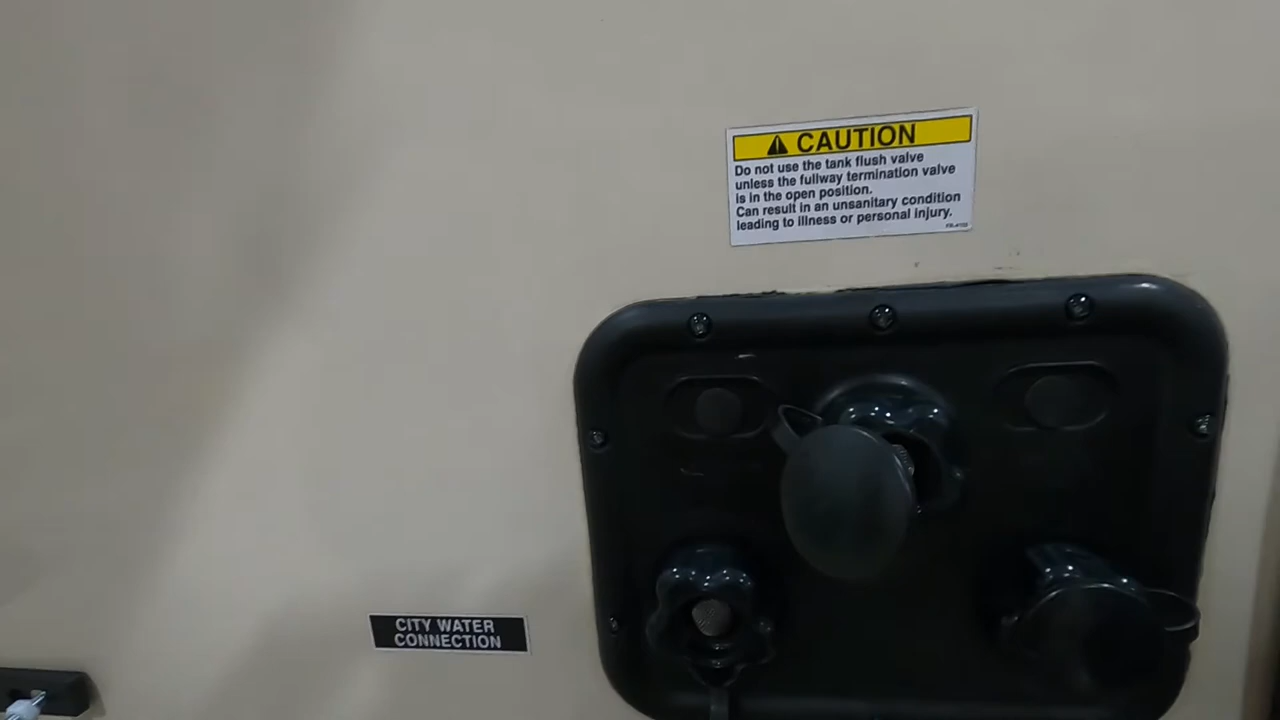 CAUTION
Do not use the tank flush valve
unless the fullway termination valve
is in the open position.
Can result in an unsanitary condition
leading to illness or personal injury.
CITY WATER
CONNECTION